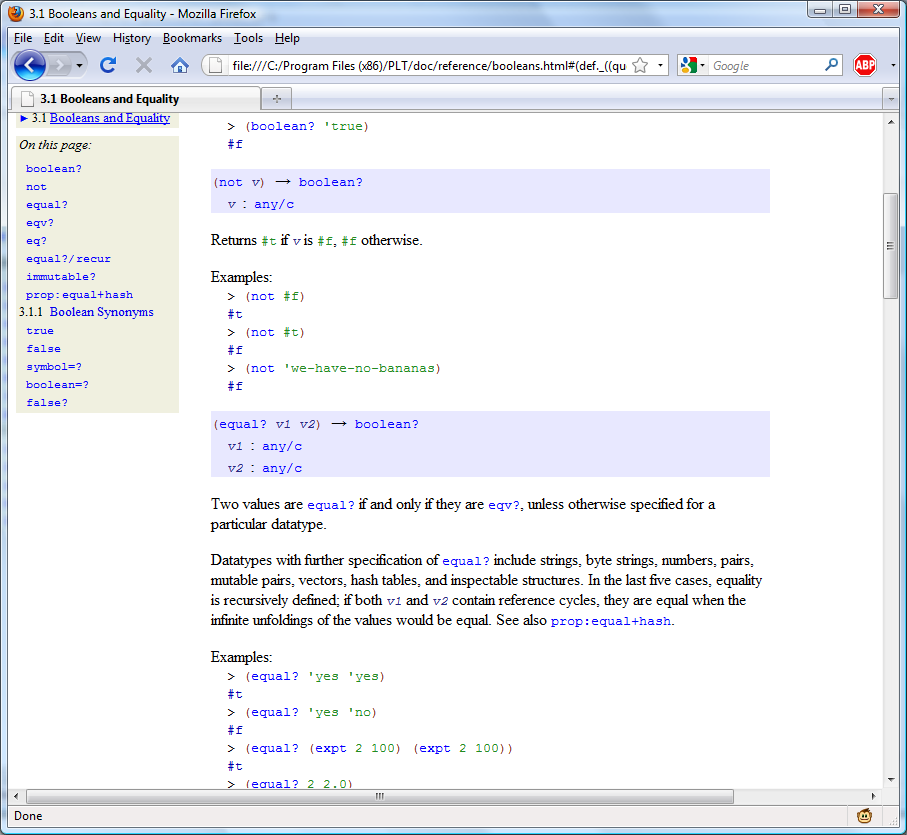 3.1 Booleans and Equality - Mozilla Firefox
File Edit View History Bookmarks Tools Help
file:///C:/Program Files (x86)/PLT/doc/reference/booleans.html#(def._((qu
Google
ABP
3.1 Booleans and Equality
► 3.1 Booleans and Equality
On this page:
boolean?
not
equal?
eqv?
eq?
equal?/recur
immutable?
prop:equal+hash
3.1.1 Boolean Synonyms
true
false
symbol=?
boolean=?
false?
> (boolean? 'true)
#f
(not v) → boolean?
v : any/c
Returns #t if v is #f, #f otherwise.
Examples:
> (not #f)
#t
> (not #t)
#f
> (not 'we-have-no-bananas)
#f
(equal? v1 v2) → boolean?
v1 : any/c
v2 : any/c
Two values are equal? if and only if they are eqv?, unless otherwise specified for a
particular datatype.
Datatypes with further specification of equal? include strings, byte strings, numbers, pairs,
mutable pairs, vectors, hash tables, and inspectable structures. In the last five cases, equality
is recursively defined; if both v1 and v2 contain reference cycles, they are equal when the
infinite unfoldings of the values would be equal. See also prop:equal+hash.
Examples:
> (equal? 'yes 'yes)
#t
> (equal? 'yes 'no)
#f
> (equal? (expt 2 100) (expt 2 100))
#t
> (equal? 2 2.0)
Done